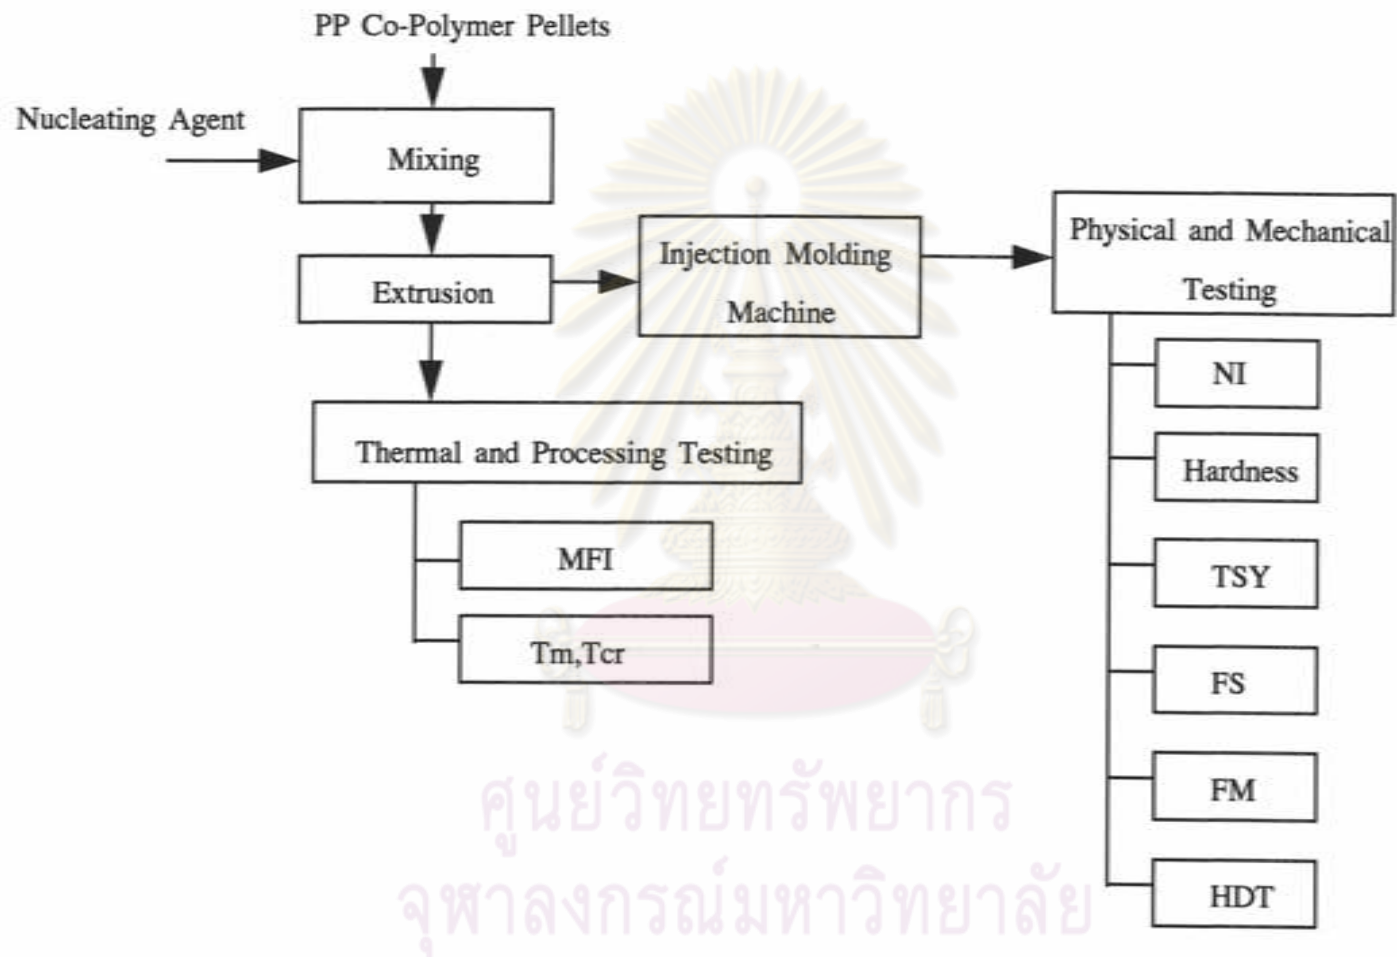 PP Co-Polymer Pellets
Nucleating Agent
Mixing
Extrusion
Injection Molding
Machine
Physical and Mechanical
Testing
Thermal and Processing Testing
MFI
Tm,Tcr
NI
Hardness
TSY
FS
FM
HDT
ศูนย์วิทยทรัพยากร
จุฬาลงกรณ์มหาวิทยาลัย